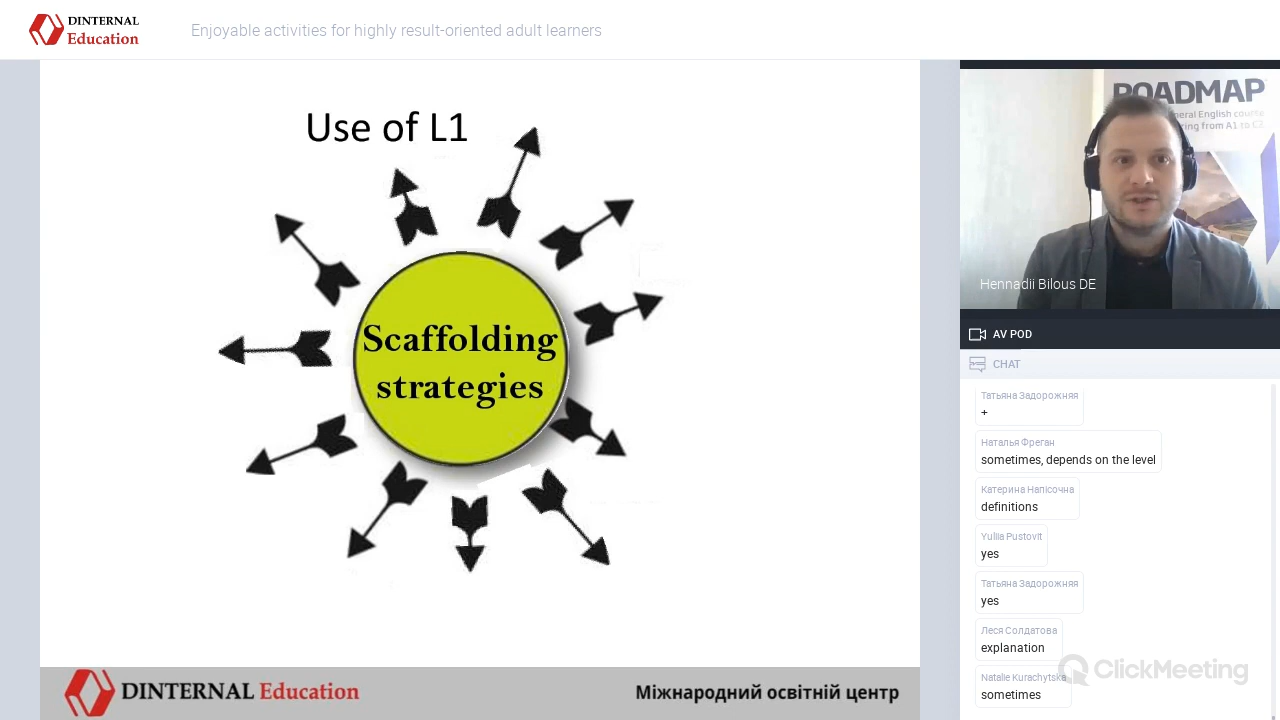 DINTERNAL
Education
Enjoyable activities for highly result-oriented adult learners
Use of L1
Scaffolding
strategies
DINTERNAL Education
Міжнародний освітній центр
ROADMAP
Hennadii Bilous DE
AV POD
CHAT
Татьяна Задорожняя
+
Наталья Фреган
sometimes, depends on the level
Катерина Напісочна
definitions
Yuliia Pustovit
yes
Татьяна Задорожняя
yes
Леся Солдатова
explanation
Natalie Kurachytska
sometimes
ClickMeeting